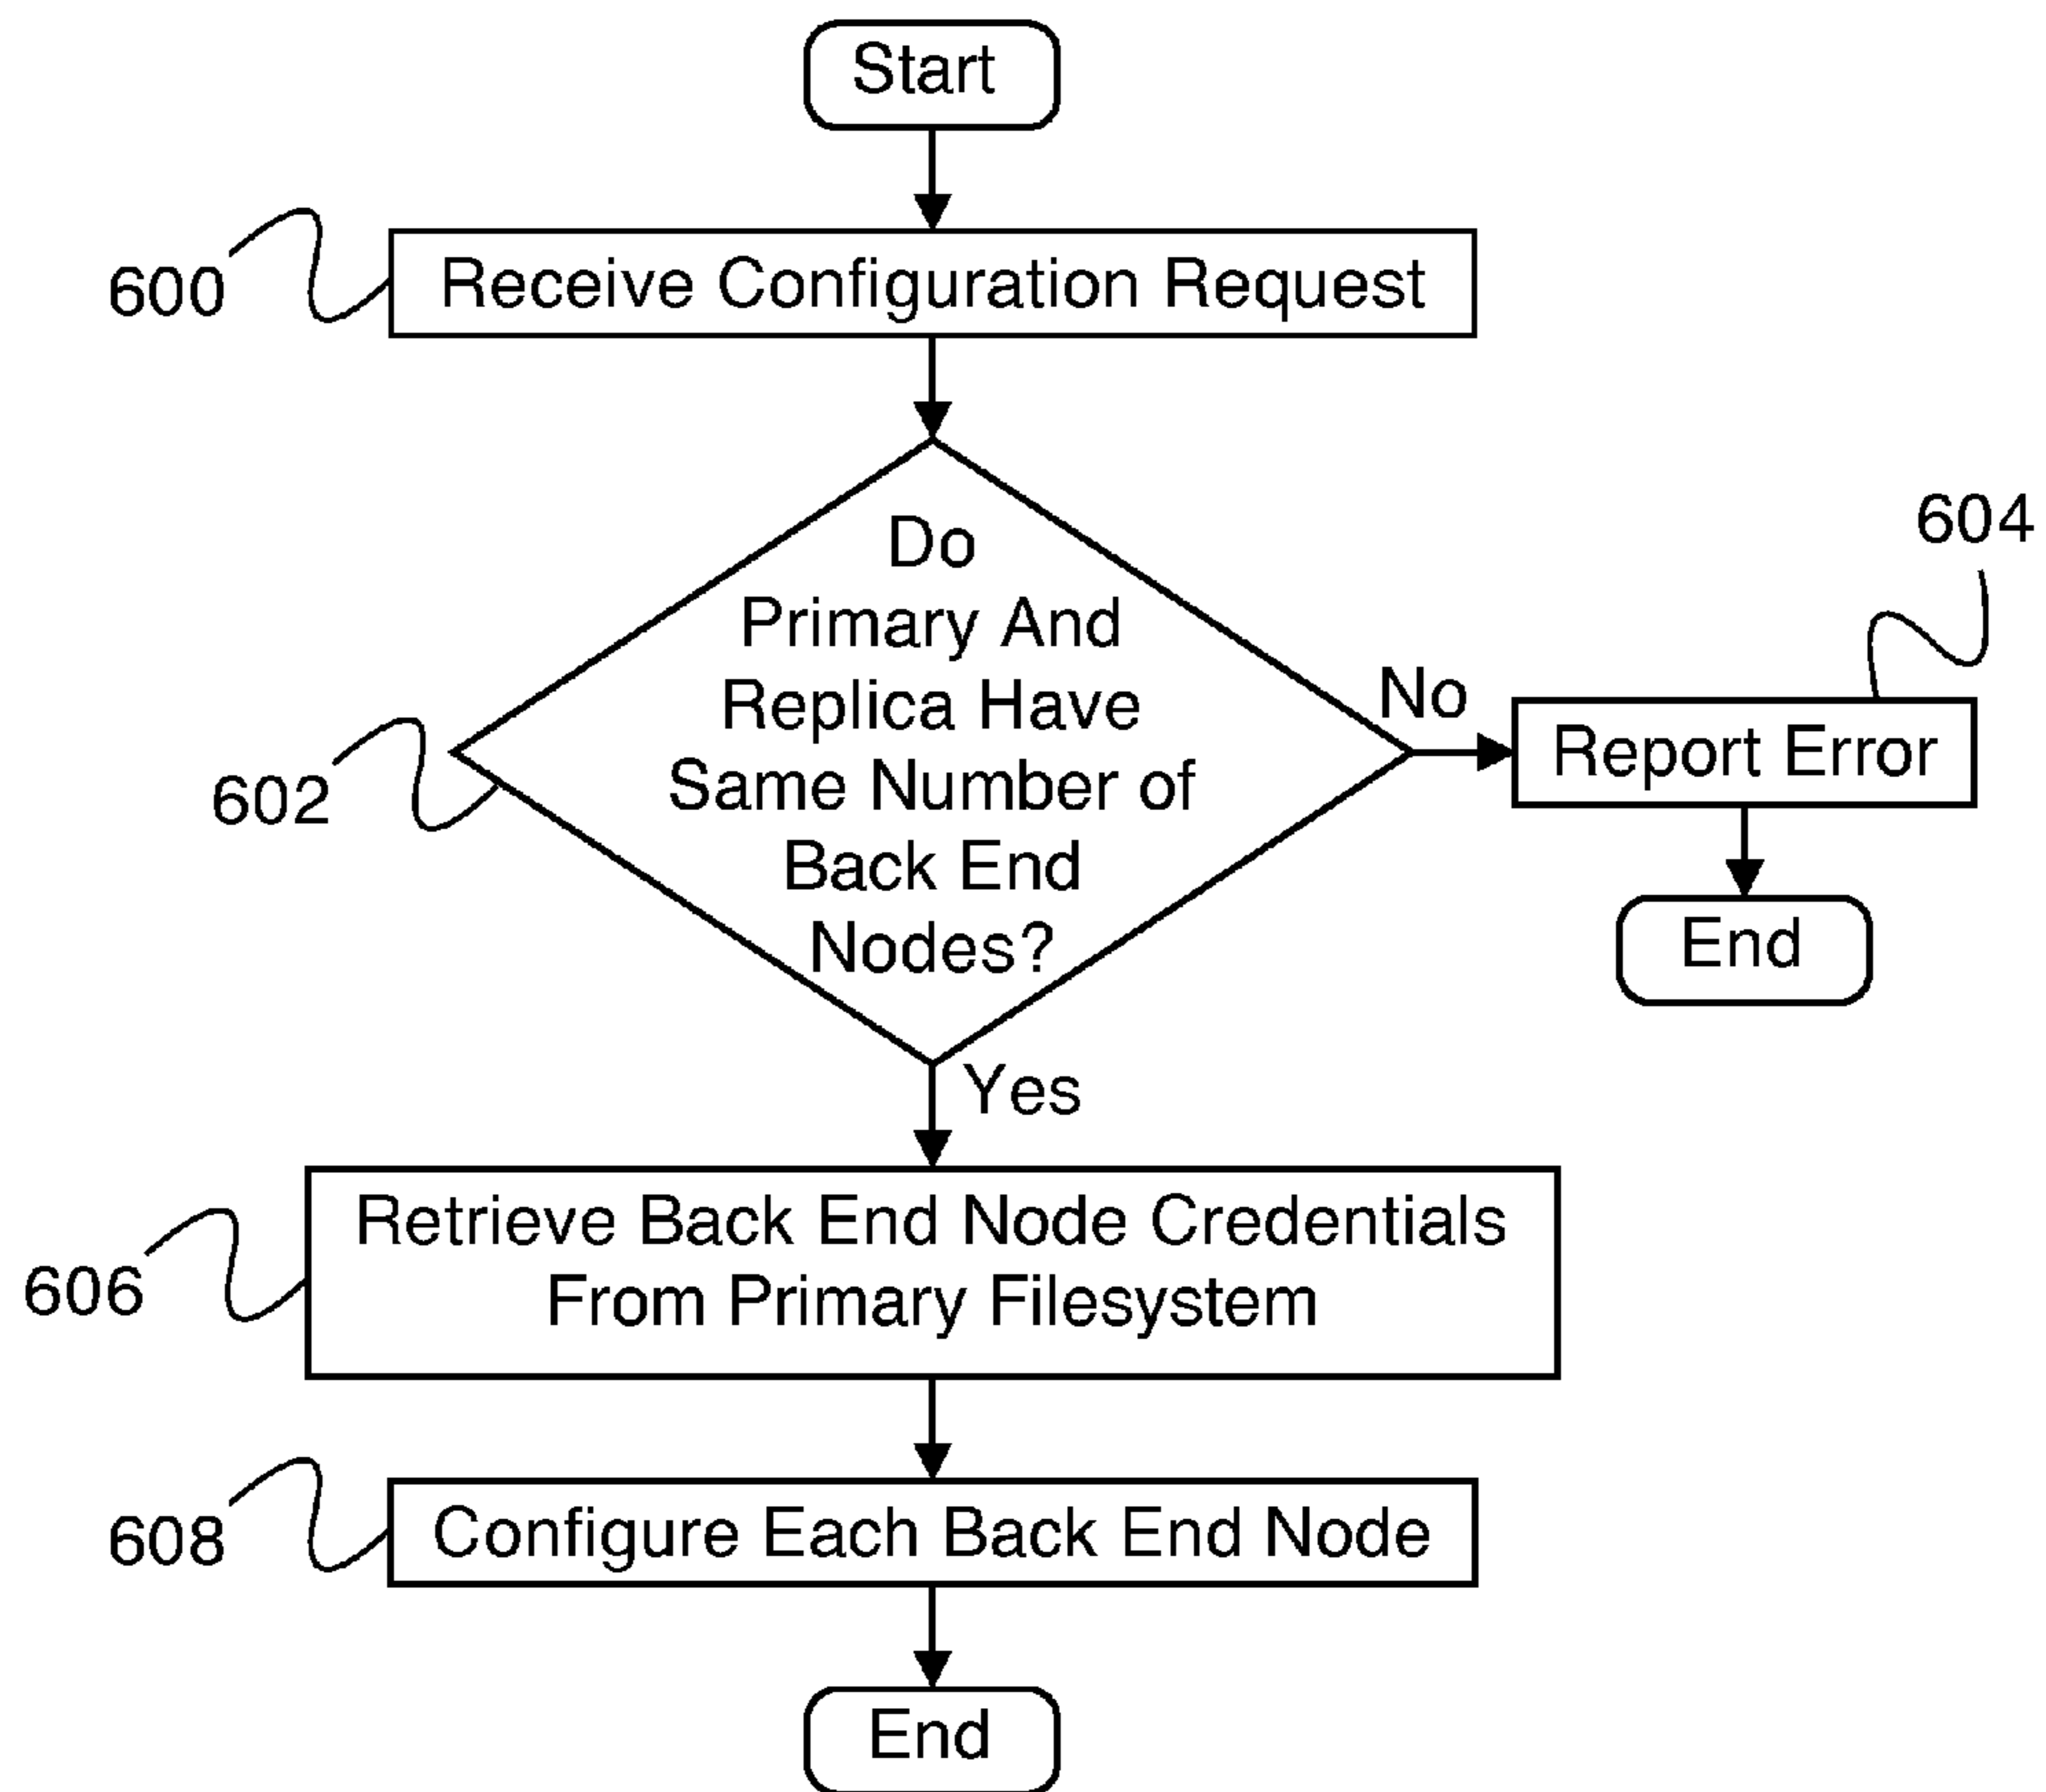 Start
600
Receive Configuration Request
Do
Primary And
Replica Have
Same Number of
Back End
Nodes?
602
No
604
Report Error
End
Yes
606
Retrieve Back End Node Credentials
From Primary Filesystem
608
Configure Each Back End Node
End